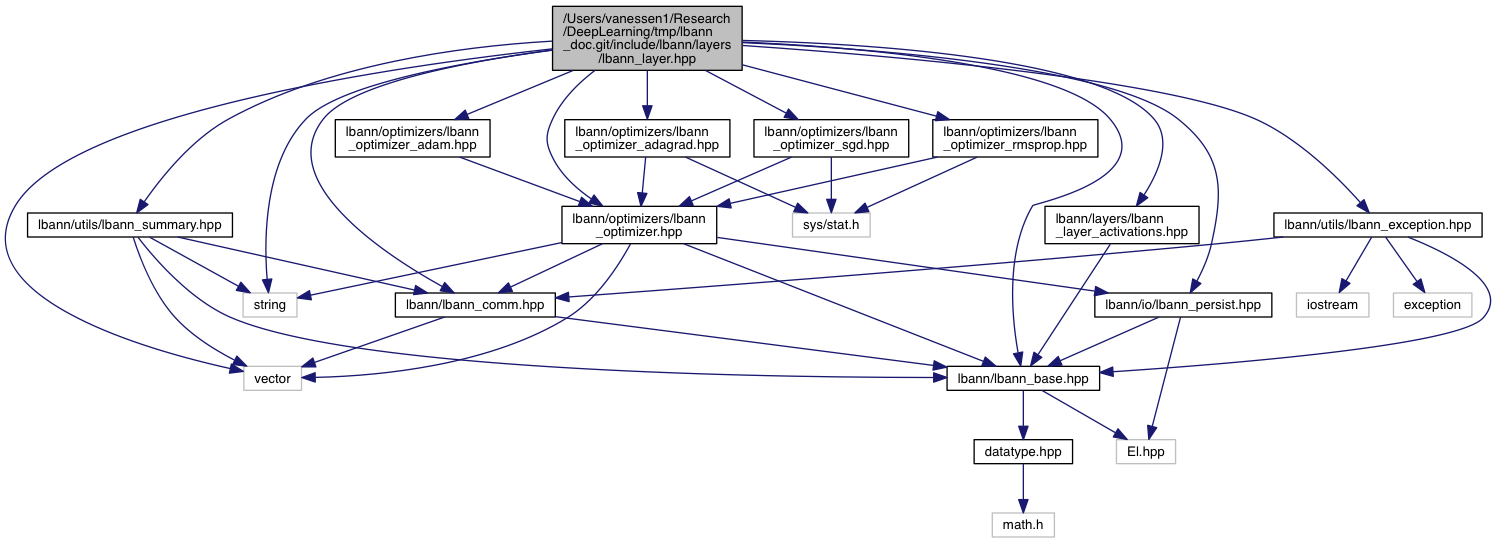 /Users/vanessen1/Research
/DeepLearning/tmp/lbann
_doc.git/include/lbann/layers
/lbann_layer.hpp
lbann/optimizers/lbann
_optimizer_adam.hpp
lbann/optimizers/lbann
_optimizer_adagrad.hpp
lbann/optimizers/lbann
_optimizer_sgd.hpp
lbann/optimizers/lbann
_optimizer_rmsprop.hpp
lbann/utils/lbann_summary.hpp
lbann/optimizers/lbann
_optimizer.hpp
sys/stat.h
lbann/layers/lbann
_layer_activations.hpp
lbann/utils/lbann_exception.hpp
string
lbann/lbann_comm.hpp
lbann/io/lbann_persist.hpp
iostream
exception
vector
lbann/lbann_base.hpp
datatype.hpp
El.hpp
math.h